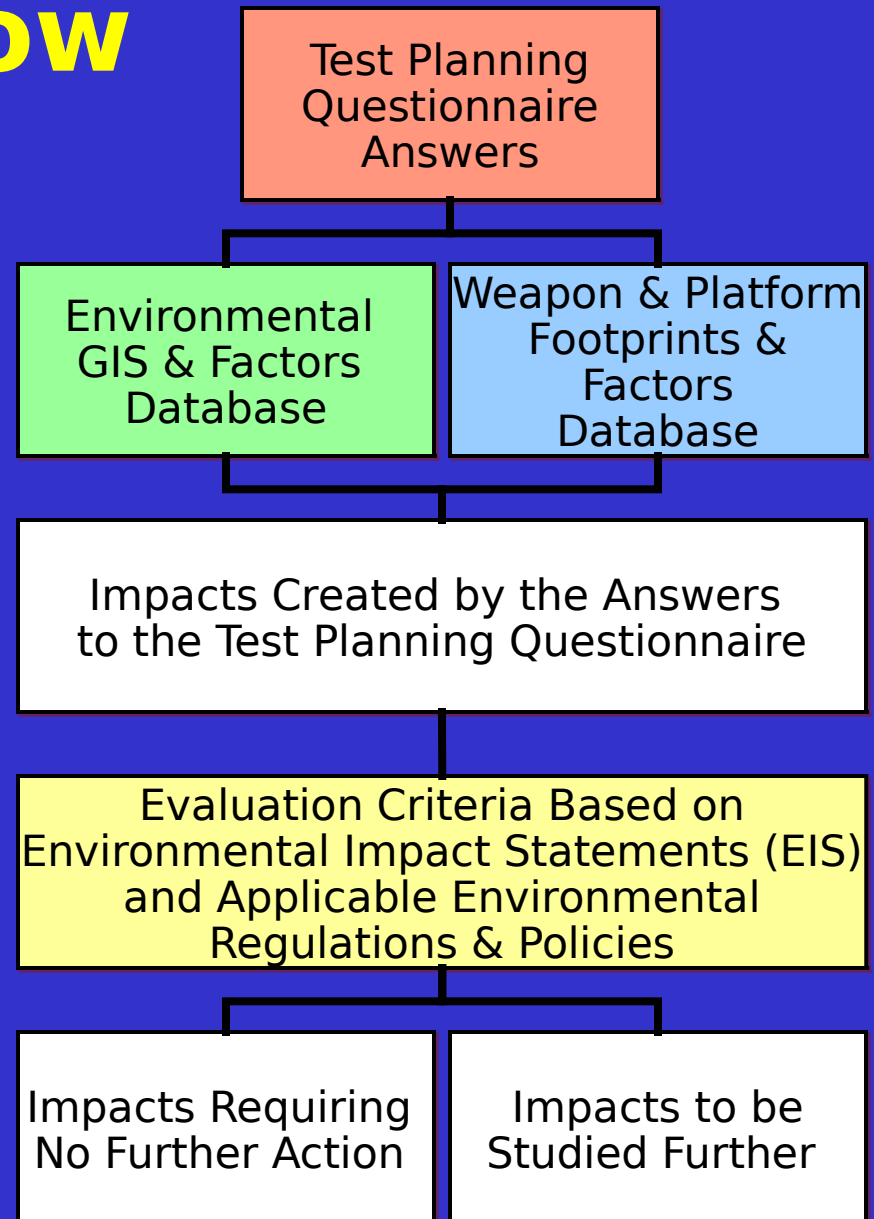 ow
Test Planning
Questionnaire
Answers
Environmental
GIS & Factors
Database
Weapon & Platform
Footprints &
Factors
Database
Impacts Created by the Answers
to the Test Planning Questionnaire
Evaluation Criteria Based on
Environmental Impact Statements (EIS)
and Applicable Environmental
Regulations & Policies
Impacts Requiring
No Further Action
Impacts to be
Studied Further